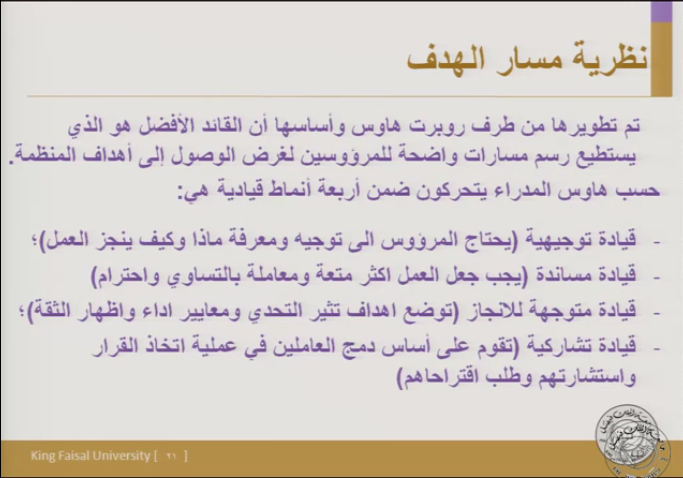 نظرية مسار الهدف
تم تطويرها من طرف روبرت هاوس وأساسها أن القائد الأفضل هو الذي
يستطيع رسم مسارات واضحة للمرؤوسين لغرض الوصول إلى أهداف المنظمة.
حسب هاوس المدراء يتحركون ضمن أربعة أنماط قيادية هي:
- قيادة توجيهية (يحتاج المرؤوس الى توجيه ومعرفة ماذا وكيف ينجز العمل)؛
- قيادة مساندة (يجب جعل العمل اكثر متعة ومعاملة بالتساوي واحترام)
- قيادة متوجهة للانجاز (توضع اهداف تثير التحدي ومعايير اداء واظهار الثقة)؛
- قيادة تشاركية (تقوم على أساس دمج العاملين في عملية اتخاذ القرار
واستشارتهم وطلب اقتراحاهم)
King Faisal University [ ٢١ ]